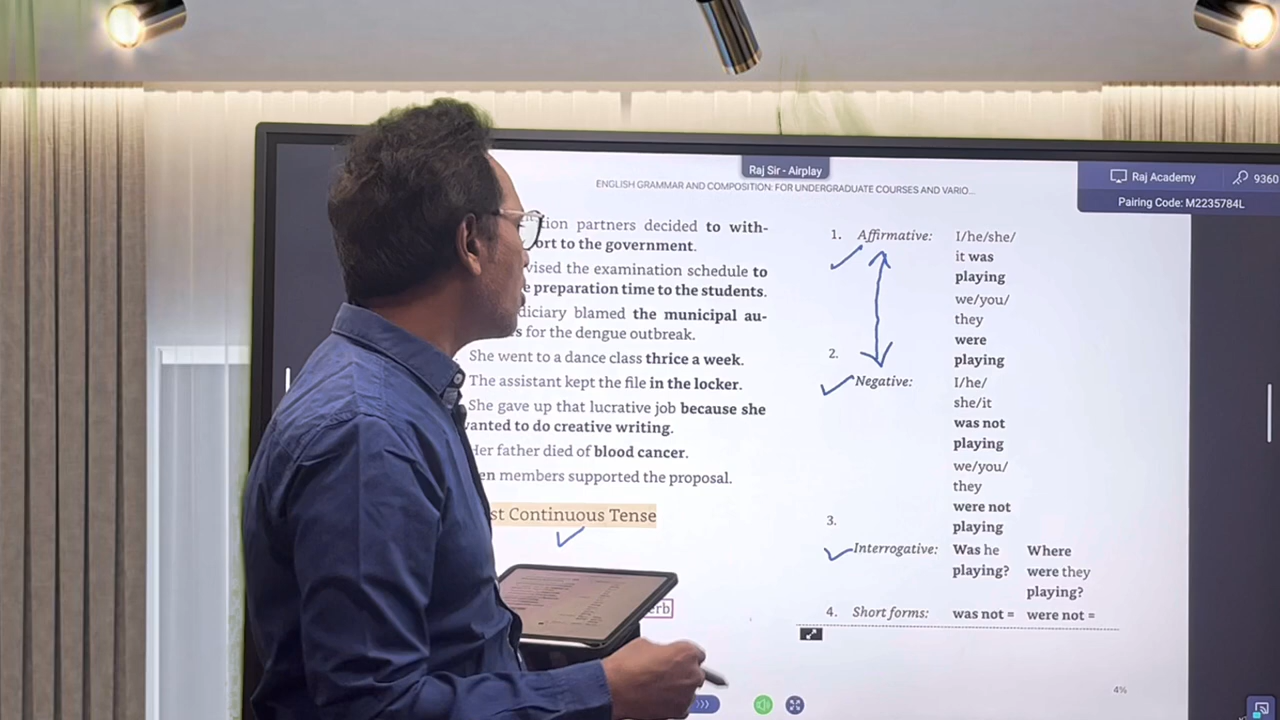 Raj Sir - Airplay
Raj Academy
9360
Pairing Code: M2235784L
ENGLISH GRAMMAR AND COMPOSITION: FOR UNDERGRADUATE COURSES AND VARIO...
partners decided to with-
to the government.
the examination schedule to
preparation time to the students.
blamed the municipal au-
for the dengue outbreak.
She went to a dance class thrice a week.
The assistant kept the file in the locker.
She gave up that lucrative job because she
wanted to do creative writing.
Her father died of blood cancer.
members supported the proposal.
Continuous Tense
1. Affirmative: I/he/she/
it was
playing
we/you/
they
were
playing
2.
Negative: I/he/
she/it
was not
playing
we/you/
they
were not
playing
3.
Interrogative: Was he Where
playing? were they
playing?
4. Short forms: was not = were not =
4%